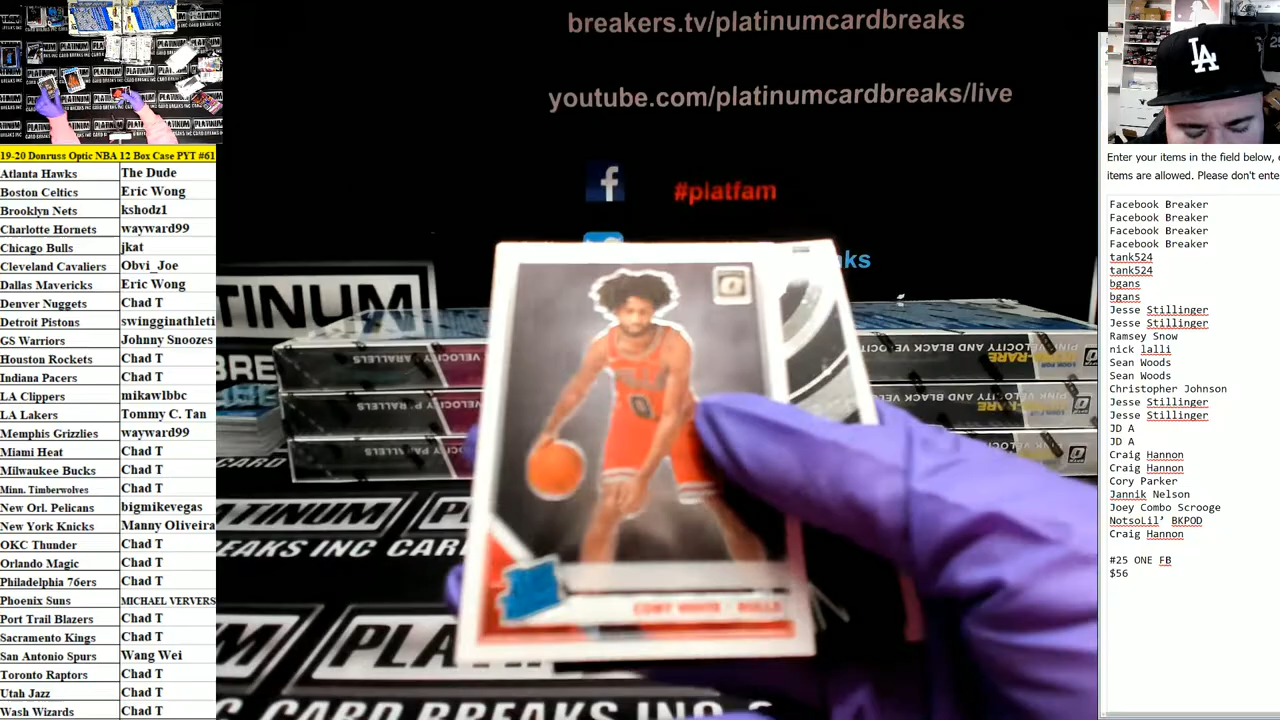 breakers.tv/platinumcardbreaks
youtube.com/platinumcardbreaks/live
#platfam
19-20 Donruss Optic NBA 12 Box Case PYT #61
Atlanta Hawks The Dude
Boston Celtics Eric Wong
Brooklyn Nets kshodz1
Charlotte Hornets wayward99
Chicago Bulls jkat
Cleveland Cavaliers Obvi_Joe
Dallas Mavericks Eric Wong
Denver Nuggets Chad T
Detroit Pistons swingginathleti
GS Warriors Johnny Snoozes
Houston Rockets Chad T
Indiana Pacers Chad T
LA Clippers mikawlbbc
LA Lakers Tommy C. Tan
Memphis Grizzlies wayward99
Miami Heat Chad T
Milwaukee Bucks Chad T
Minn. Timberwolves Chad T
New Orl. Pelicans bigmikevegas
New York Knicks Manny Oliveira
OKC Thunder Chad T
Orlando Magic Chad T
Philadelphia 76ers Chad T
Phoenix Suns MICHAEL VERVERS
Port Trail Blazers Chad T
Sacramento Kings Chad T
San Antonio Spurs Wang Wei
Toronto Raptors Chad T
Utah Jazz Chad T
Wash Wizards Chad T
LA
Enter your items in the field below,
items are allowed. Please don't ente
Facebook Breaker
Facebook Breaker
Facebook Breaker
Facebook Breaker
tank524
tank524
bgans
bgans
Jesse Stillinger
Jesse Stillinger
Ramsey Snow
nick lalli
Sean Woods
Sean Woods
Christopher Johnson
Jesse Stillinger
Jesse Stillinger
JD A
JD A
Craig Hannon
Craig Hannon
Cory Parker
Jannik Nelson
Joey Combo Scrooge
NotsoLil' BKPOD
Craig Hannon
#25 ONE FB
$56